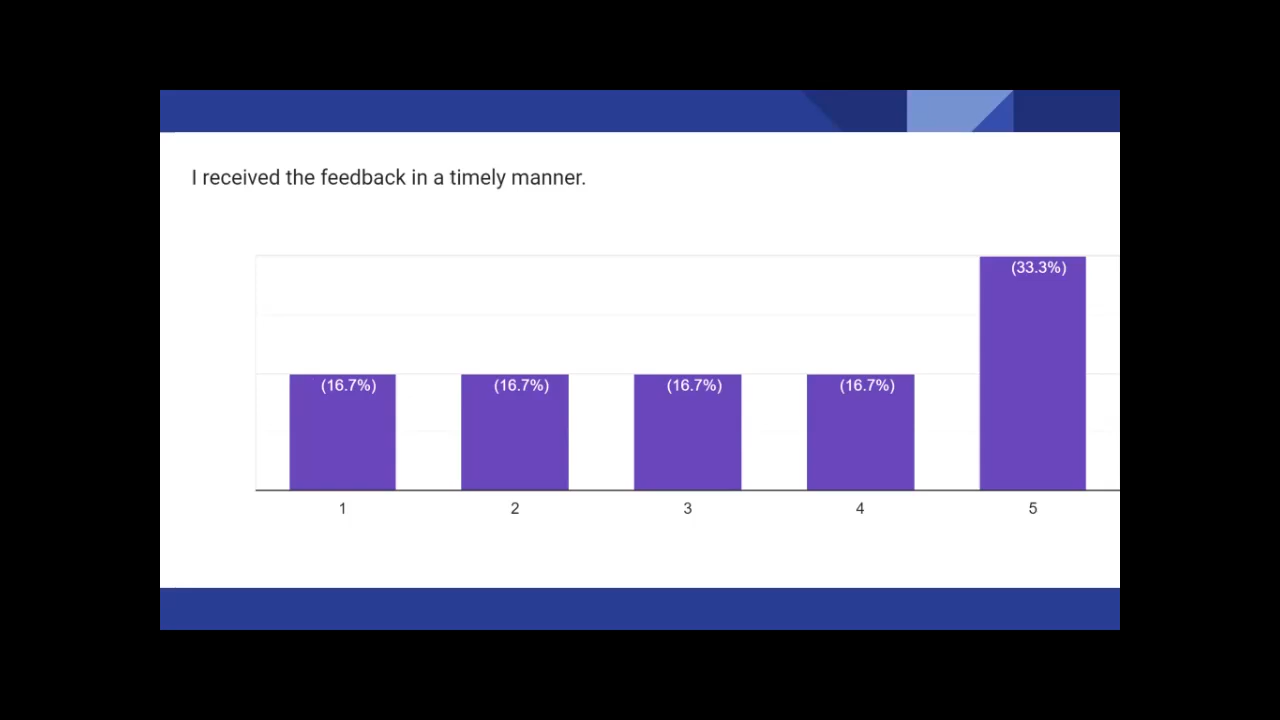 I received the feedback in a timely manner.
(33.3%)
(16.7%) (16.7%) (16.7%) (16.7%)
1 2 3 4 5